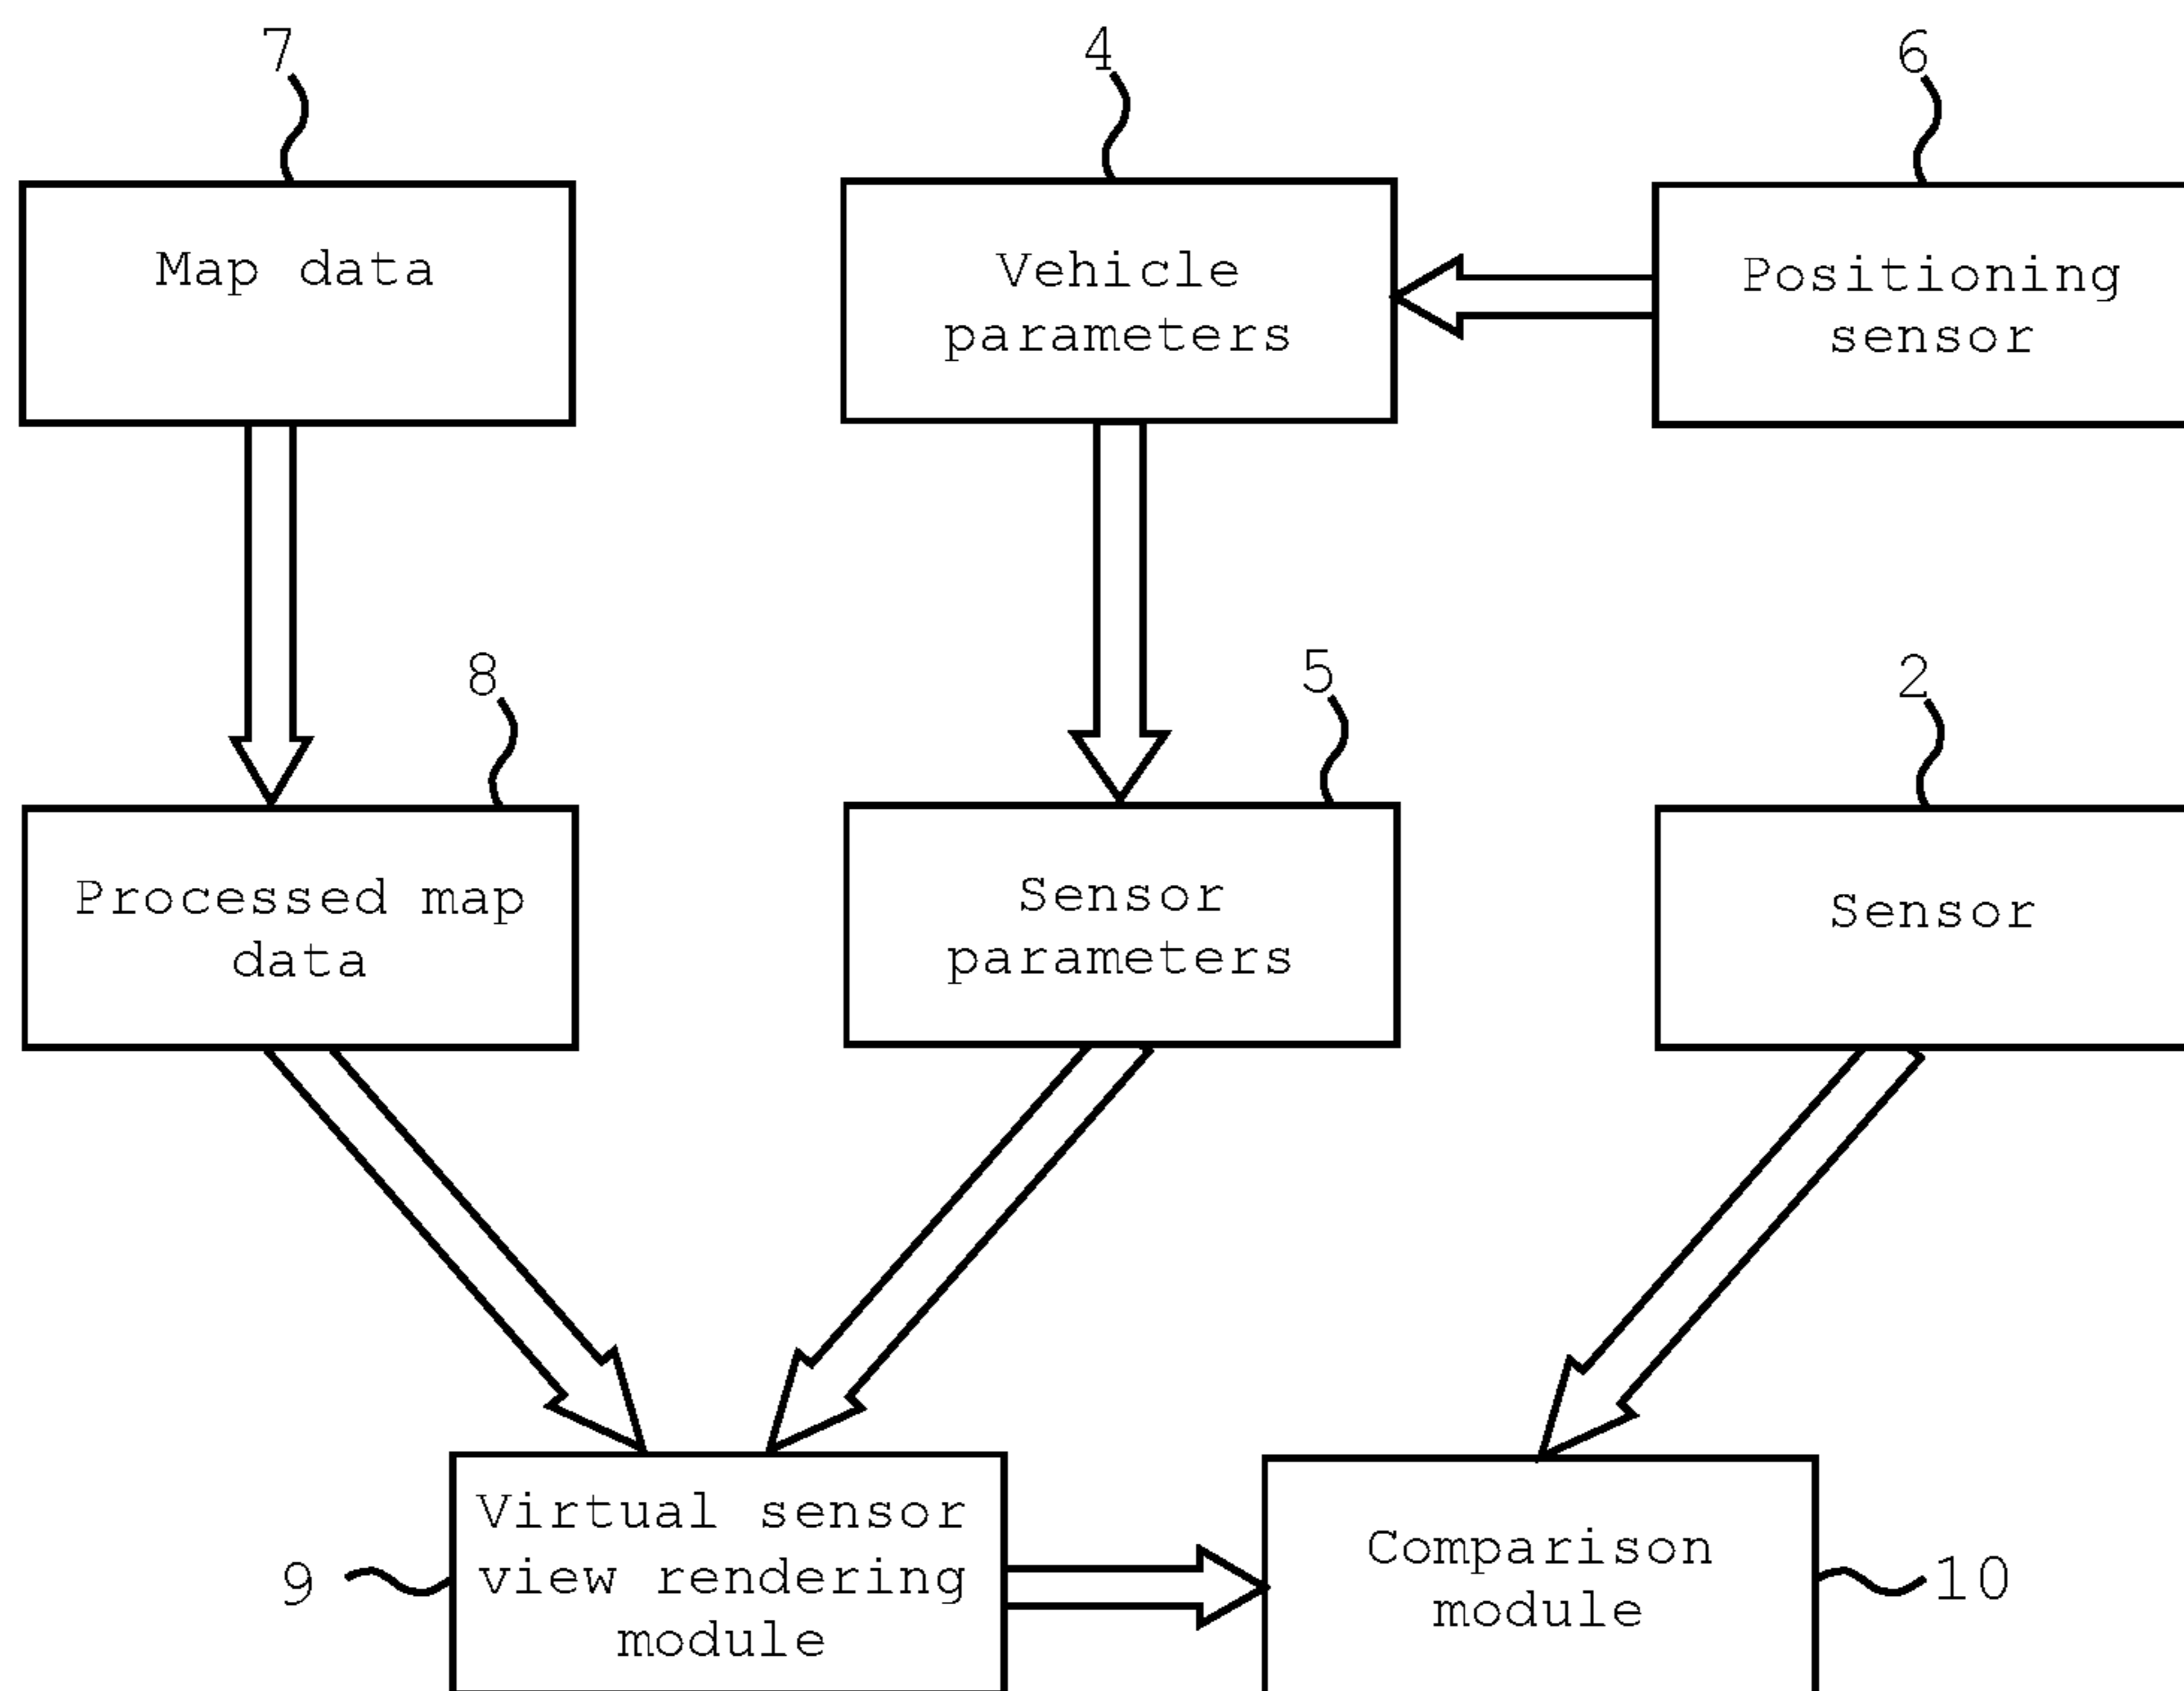 7
4
6
Map data
Vehicle
parameters
Positioning
sensor
8
5
2
Processed map
data
Sensor
parameters
Sensor
9
Virtual sensor
view rendering
module
Comparison
module
10